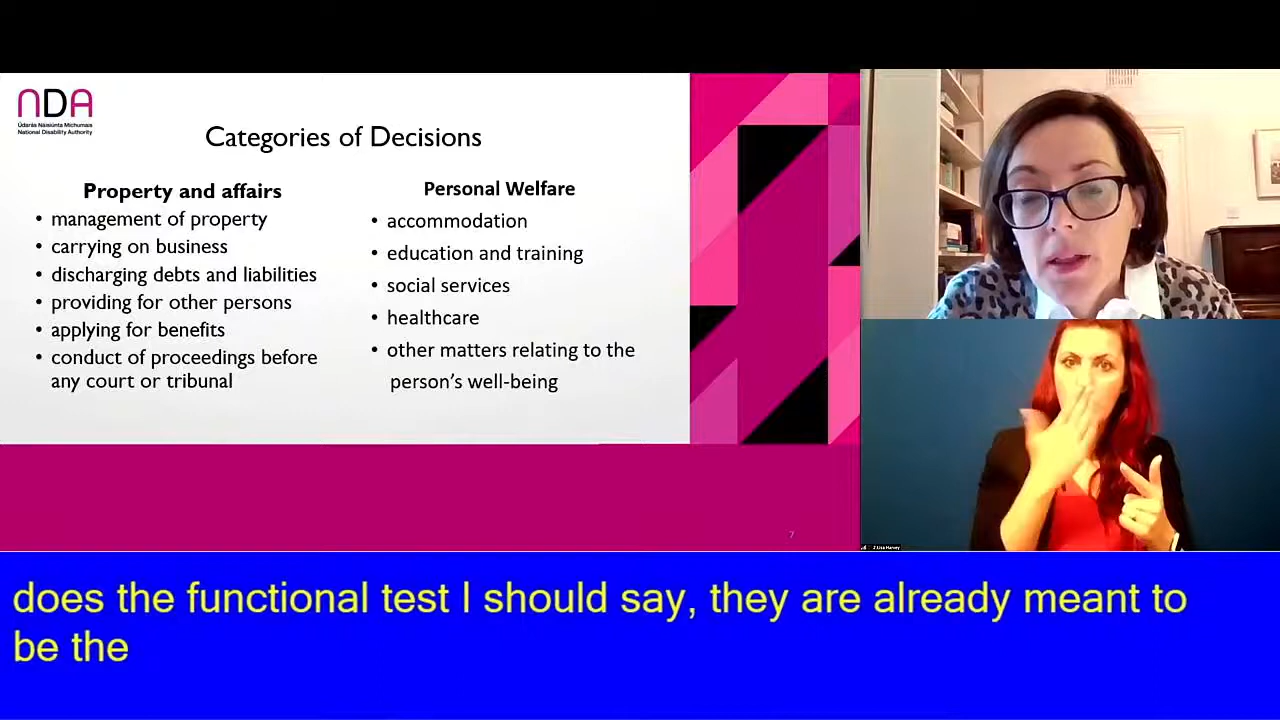 NDA
Údarás Náisiúnta Míchumais
National Disability Authority
Categories of Decisions
Property and affairs
• management of property
• carrying on business
• discharging debts and liabilities
• providing for other persons
• applying for benefits
• conduct of proceedings before
any court or tribunal
Personal Welfare
• accommodation
• education and training
• social services
• healthcare
• other matters relating to the
person’s well-being
7
does the functional test I should say, they are already meant to
be the